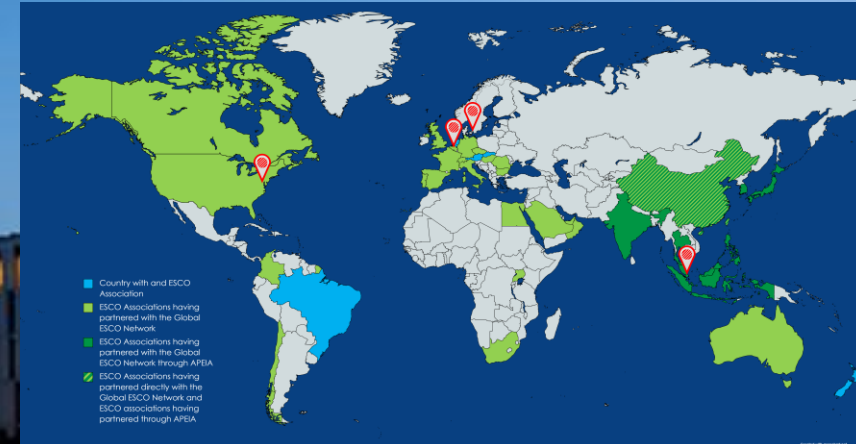 Country with and ESCO
Association
ESCO Associations having
partnered with the Global
ESCO Network
ESCO Associations having
partnered with the Global
ESCO Network through APEIA
ESCO Associations having
partnered directly with the
Global ESCO Network and
ESCO associations having
partnered through APEIA